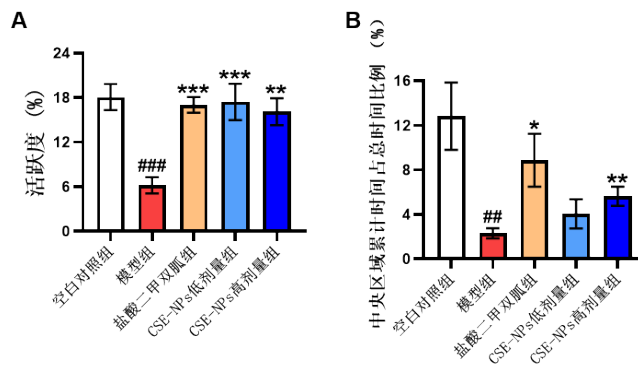 A
活跃度（%）
24
18
12
6
0
###
***
***
**
空白对照组
模型组
盐酸二甲双胍组
CSE-NPs低剂量组
CSE-NPs高剂量组
B
中央区域累计时间占总时间比例（%）
16
12
8
4
0
##
*
**
空白对照组
模型组
盐酸二甲双胍组
CSE-NPs低剂量组
CSE-NPs高剂量组